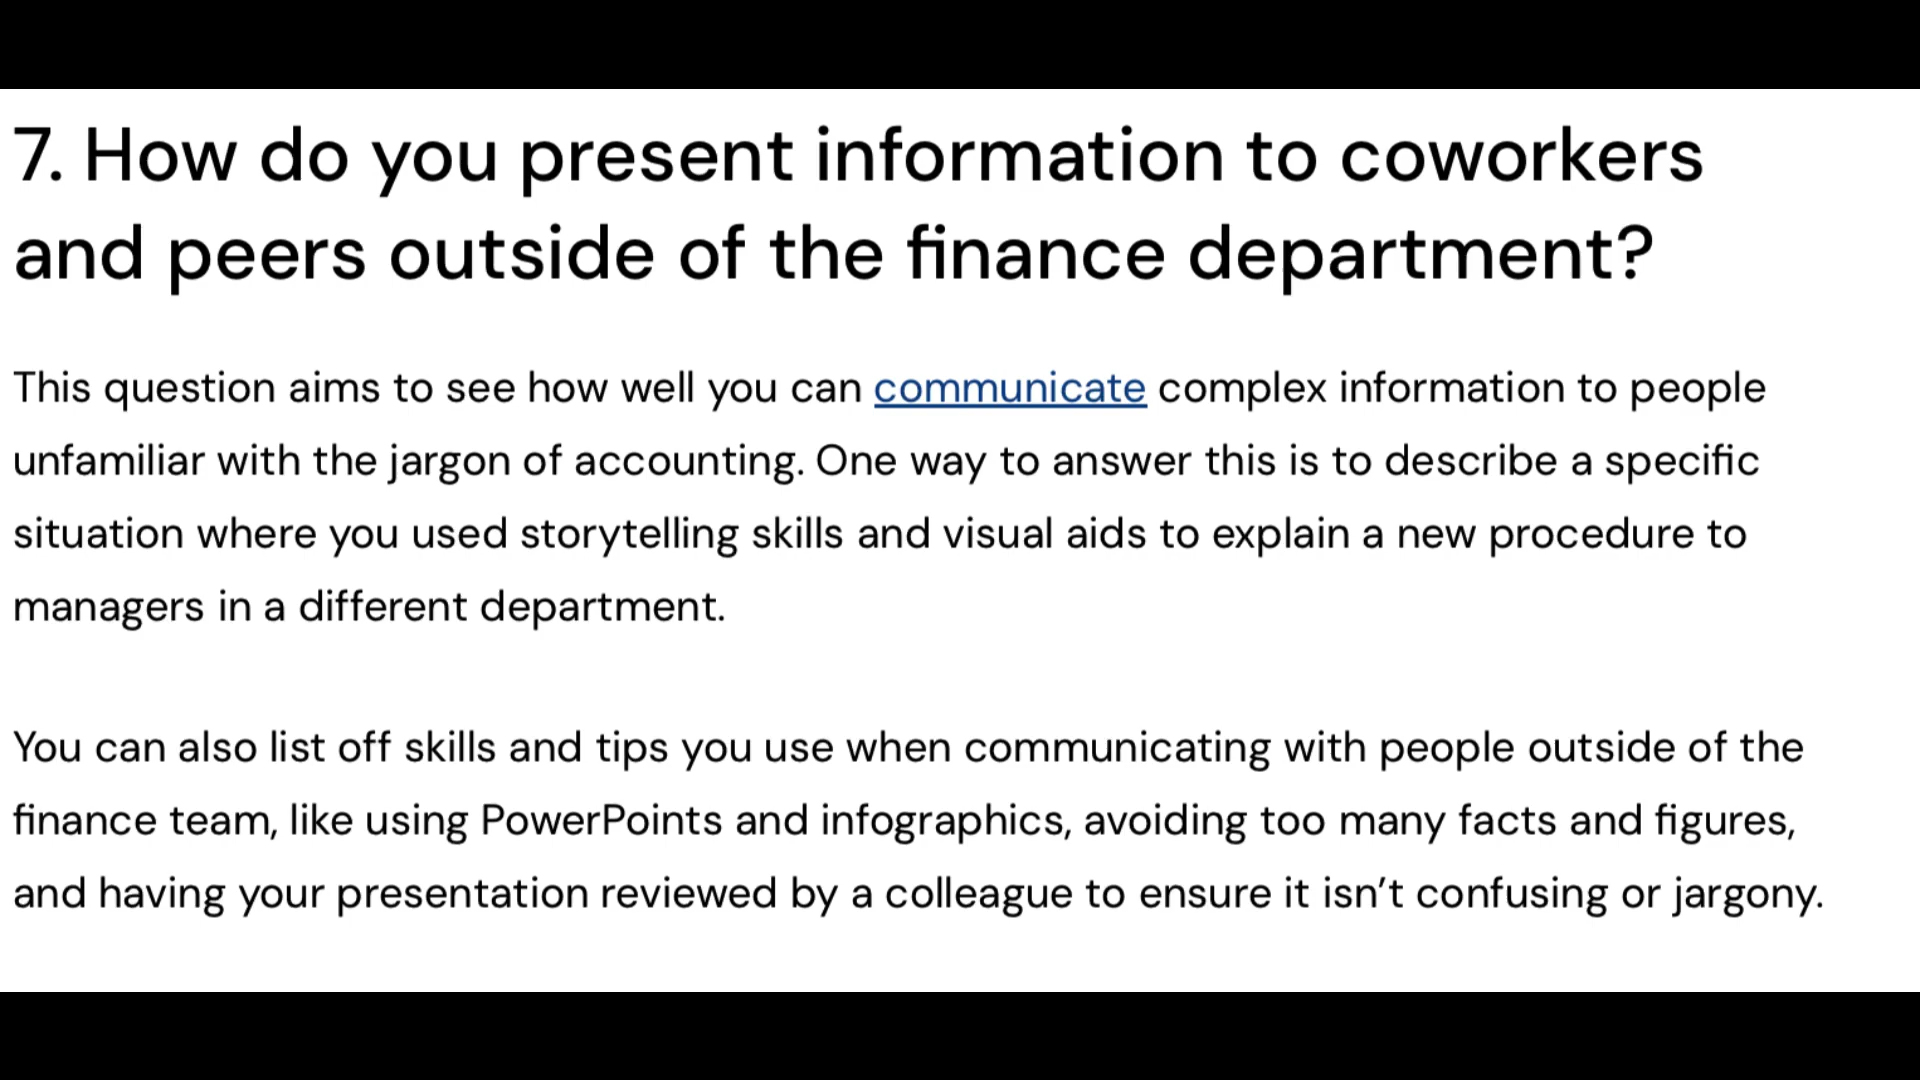 7. How do you present information to coworkers
and peers outside of the finance department?
This question aims to see how well you can communicate complex information to people
unfamiliar with the jargon of accounting. One way to answer this is to describe a specific
situation where you used storytelling skills and visual aids to explain a new procedure to
managers in a different department.
You can also list off skills and tips you use when communicating with people outside of the
finance team, like using PowerPoints and infographics, avoiding too many facts and figures,
and having your presentation reviewed by a colleague to ensure it isn’t confusing or jargony.